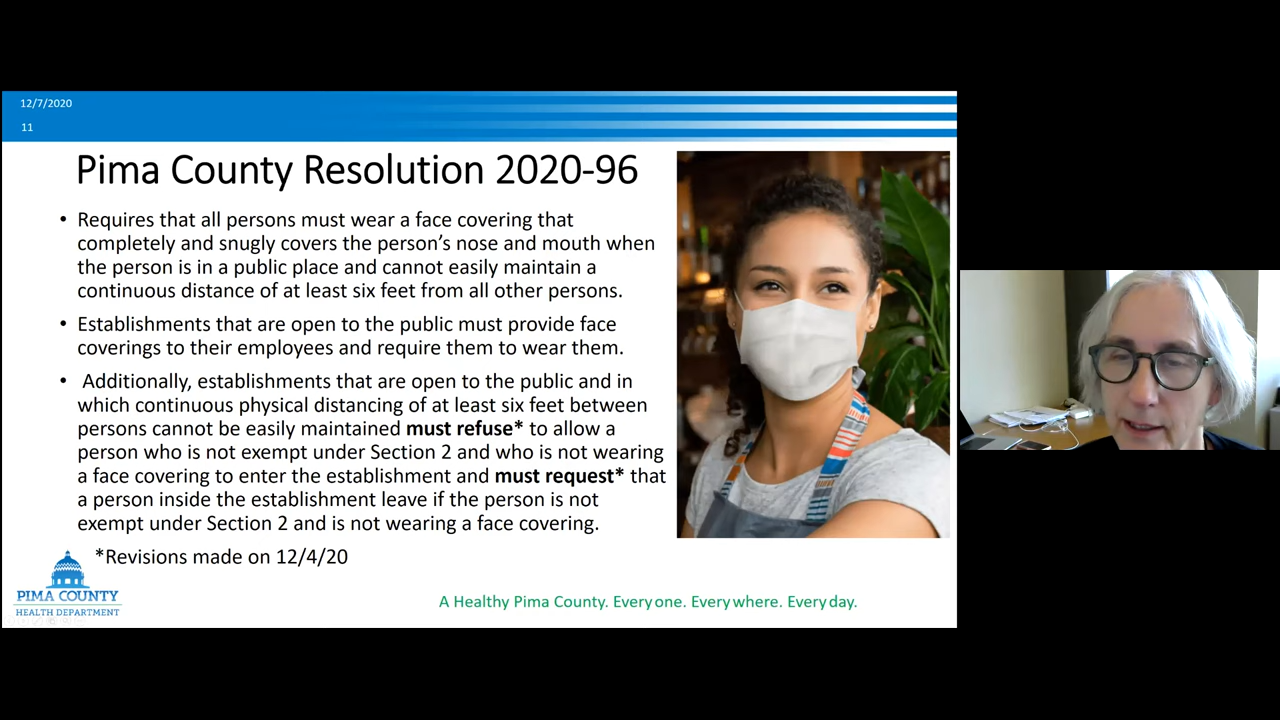 12/7/2020
11
Pima County Resolution 2020-96
• Requires that all persons must wear a face covering that
completely and snugly covers the person's nose and mouth when
the person is in a public place and cannot easily maintain a
continuous distance of at least six feet from all other persons.
• Establishments that are open to the public must provide face
coverings to their employees and require them to wear them.
• Additionally, establishments that are open to the public and in
which continuous physical distancing of at least six feet between
persons cannot be easily maintained must refuse* to allow a
person who is not exempt under Section 2 and who is not wearing
a face covering to enter the establishment and must request* that
a person inside the establishment leave if the person is not
exempt under Section 2 and is not wearing a face covering.
*Revisions made on 12/4/20
PIMA COUNTY
HEALTH DEPARTMENT
A Healthy Pima County. Everyone. Everywhere. Everyday.